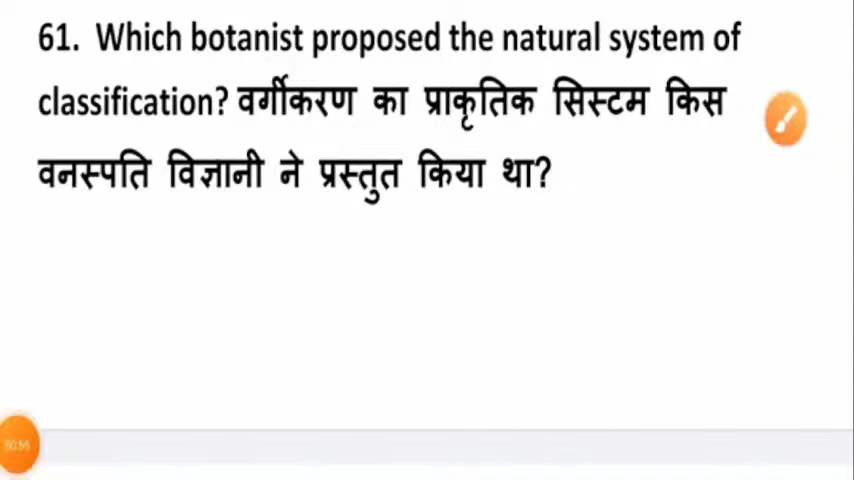 61. Which botanist proposed the natural system of
classification? वर्गीकरण का प्राकृतिक सिस्टम किस
वनस्पति विज्ञानी ने प्रस्तुत किया था?